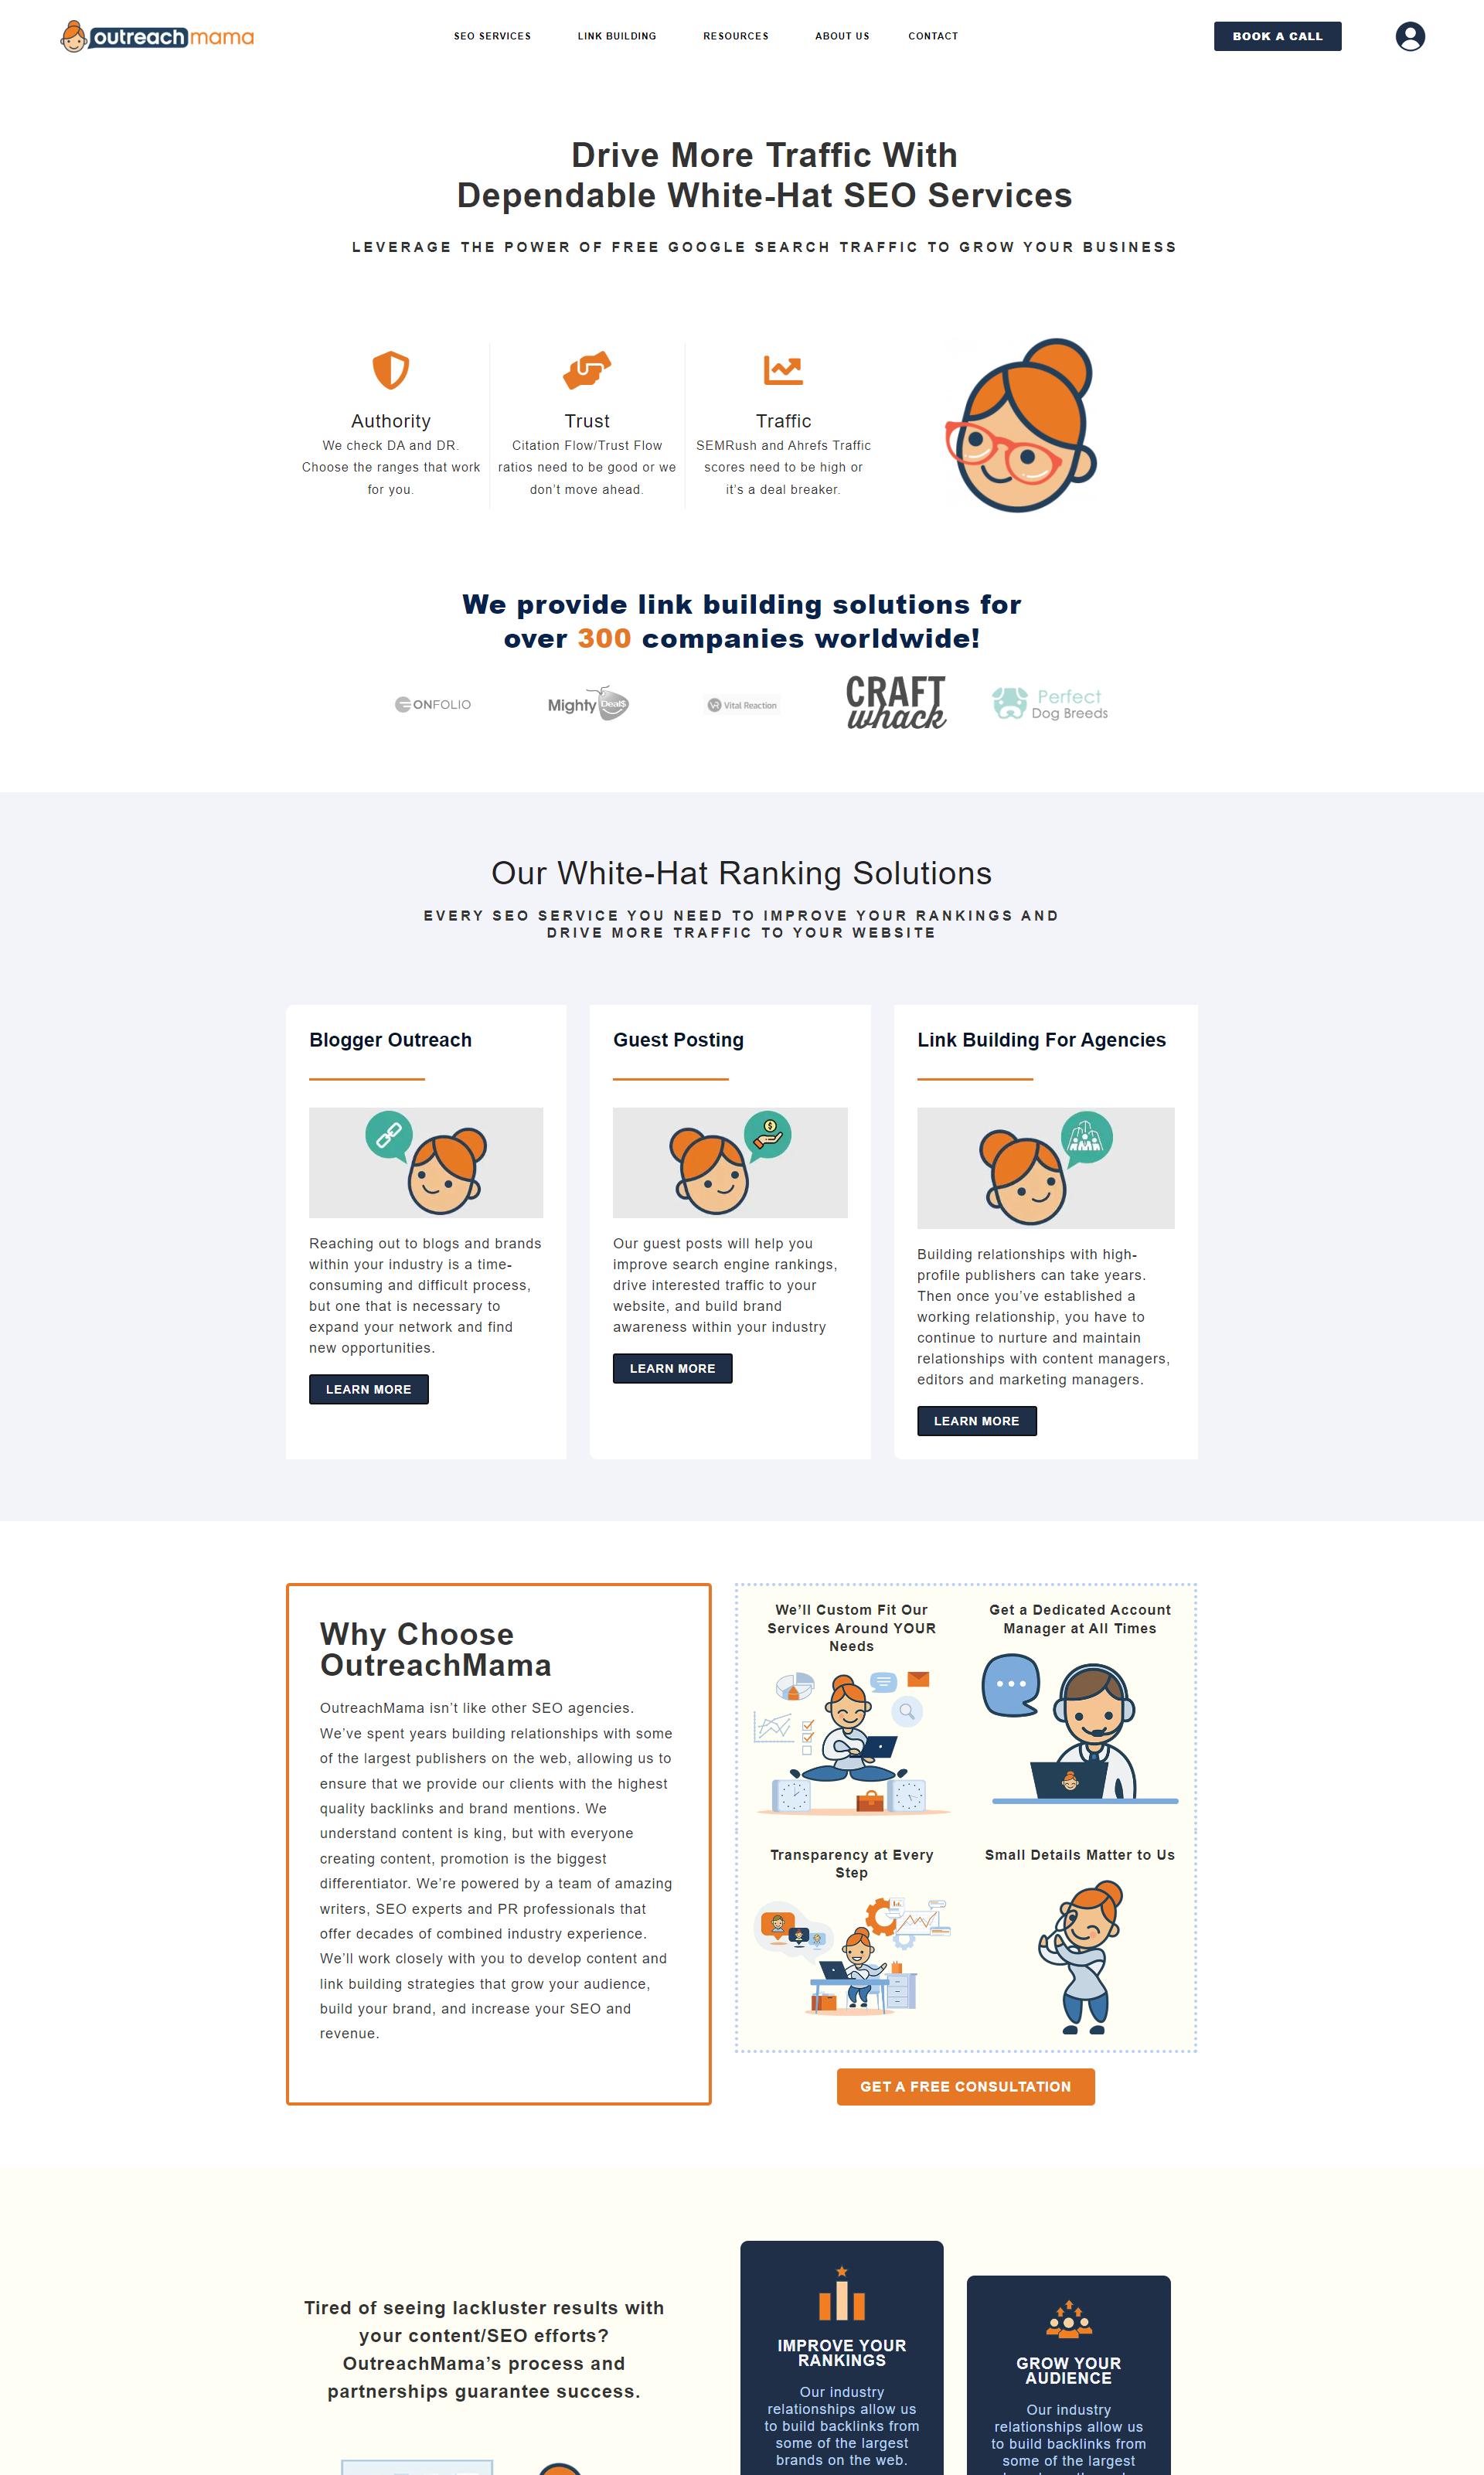 outreachmama
SEO SERVICES
LINK BUILDING
RESOURCES
ABOUT US
CONTACT
BOOK A CALL
Drive More Traffic With
Dependable White-Hat SEO Services
LEVERAGE THE POWER OF FREE GOOGLE SEARCH TRAFFIC TO GROW YOUR BUSINESS
Authority
We check DA and DR.
Choose the ranges that work
for you.
Trust
Citation Flow/Trust Flow
ratios need to be good or we
don’t move ahead.
Traffic
SEMRush and Ahrefs Traffic
scores need to be high or
it’s a deal breaker.
We provide link building solutions for
over 300 companies worldwide!
ONFOLIO
Mighty Deal$
VR Vital Reaction
CRAFT
whack
Perfect
Dog Breeds
Our White-Hat Ranking Solutions
EVERY SEO SERVICE YOU NEED TO IMPROVE YOUR RANKINGS AND
DRIVE MORE TRAFFIC TO YOUR WEBSITE
Blogger Outreach
Reaching out to blogs and brands
within your industry is a time-
consuming and difficult process,
but one that is necessary to
expand your network and find
new opportunities.
LEARN MORE
Guest Posting
Our guest posts will help you
improve search engine rankings,
drive interested traffic to your
website, and build brand
awareness within your industry
LEARN MORE
Link Building For Agencies
Building relationships with high-
profile publishers can take years.
Then once you’ve established a
working relationship, you have to
continue to nurture and maintain
relationships with content managers,
editors and marketing managers.
LEARN MORE
Why Choose
OutreachMama
OutreachMama isn’t like other SEO agencies.
We’ve spent years building relationships with some
of the largest publishers on the web, allowing us to
ensure that we provide our clients with the highest
quality backlinks and brand mentions. We
understand content is king, but with everyone
creating content, promotion is the biggest
differentiator. We’re powered by a team of amazing
writers, SEO experts and PR professionals that
offer decades of combined industry experience.
We’ll work closely with you to develop content and
link building strategies that grow your audience,
build your brand, and increase your SEO and
revenue.
We’ll Custom Fit Our
Services Around YOUR
Needs
Get a Dedicated Account
Manager at All Times
Transparency at Every
Step
Small Details Matter to Us
GET A FREE CONSULTATION
Tired of seeing lackluster results with
your content/SEO efforts?
OutreachMama’s process and
partnerships guarantee success.
IMPROVE YOUR
RANKINGS
Our industry
relationships allow us
to build backlinks from
some of the largest
brands on the web.
GROW YOUR
AUDIENCE
Our industry
relationships allow us
to build backlinks from
some of the largest